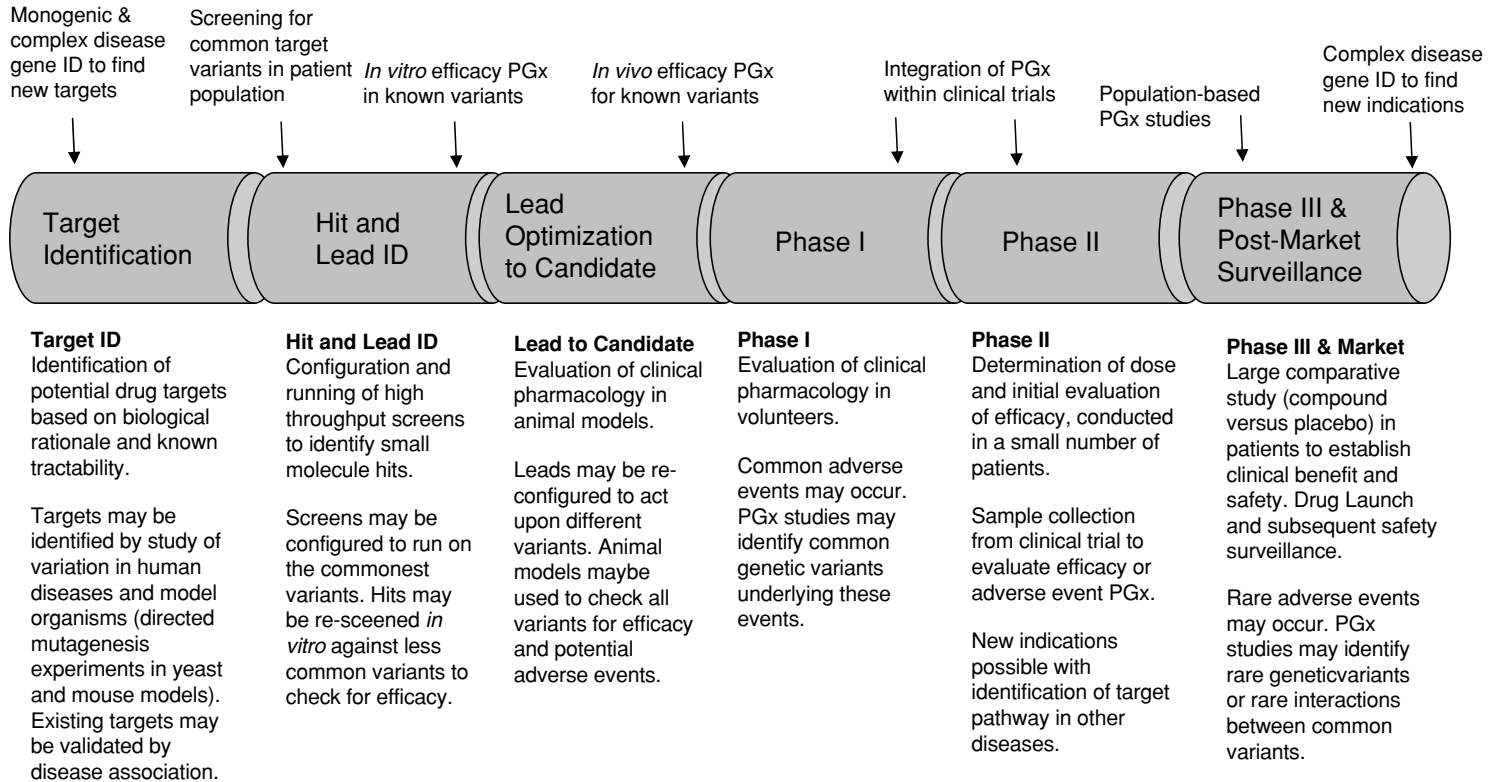 Monogenic &
complex disease
gene ID to find
new targets
Screening for
common target
variants in patient
population
In vitro efficacy PGx
in known variants
In vivo efficacy PGx
for known variants
Integration of PGx
within clinical trials
Population-based
PGx studies
Complex disease
gene ID to find
new indications
Target
Identification
Hit and
Lead ID
Lead
Optimization
to Candidate
Phase I
Phase II
Phase III &
Post-Market
Surveillance
Target ID
Identification of
potential drug targets
based on biological
rationale and known
tractability.
Targets may be
identified by study of
variation in human
diseases and model
organisms (directed
mutagenesis
experiments in yeast
and mouse models).
Existing targets may
be validated by
disease association.
Hit and Lead ID
Configuration and
running of high
throughput screens
to identify small
molecule hits.
Screens may be
configured to run on
the commonest
variants. Hits may
be re-sceened in
vitro against less
common variants to
check for efficacy.
Lead to Candidate
Evaluation of clinical
pharmacology in
animal models.
Leads may be re-
configured to act
upon different
variants. Animal
models maybe
used to check all
variants for efficacy
and potential
adverse events.
Phase I
Evaluation of clinical
pharmacology in
volunteers.
Common adverse
events may occur.
PGx studies may
identify common
genetic variants
underlying these
events.
Phase II
Determination of dose
and initial evaluation
of efficacy, conducted
in a small number of
patients.
Sample collection
from clinical trial to
evaluate efficacy or
adverse event PGx.
New indications
possible with
identification of target
pathway in other
diseases.
Phase III & Market
Large comparative
study (compound
versus placebo) in
patients to establish
clinical benefit and
safety. Drug Launch
and subsequent safety
surveillance.
Rare adverse events
may occur. PGx
studies may identify
rare geneticvariants
or rare interactions
between common
variants.